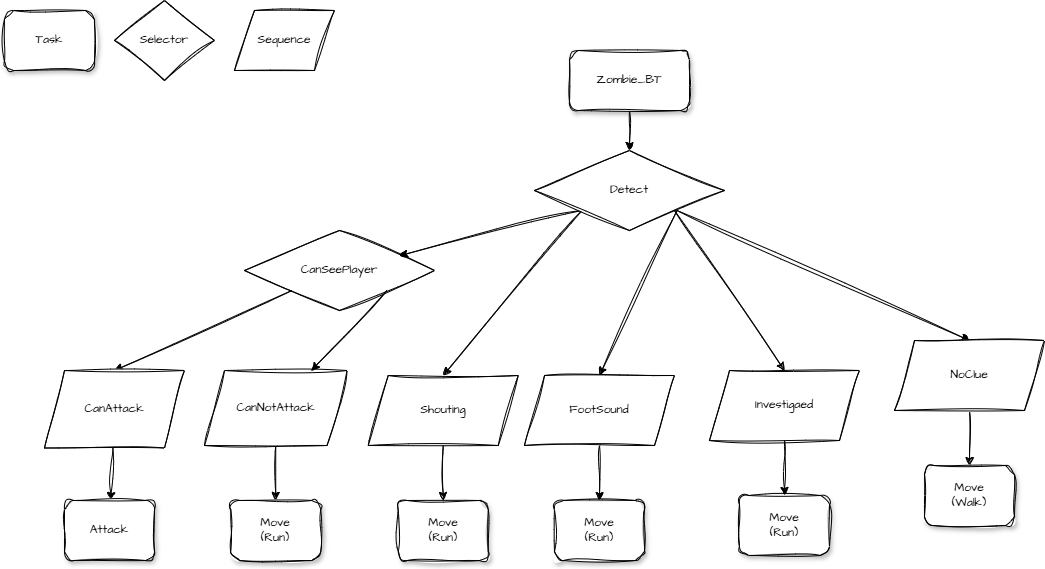 Task
Selector
Sequence
Zombie_BT
Detect
CanSeePlayer
CanAttack
CanNotAttack
Shouting
FootSound
Investigaed
NoClue
Attack
Move
(Run)
Move
(Run)
Move
(Run)
Move
(Run)
Move
(Walk)